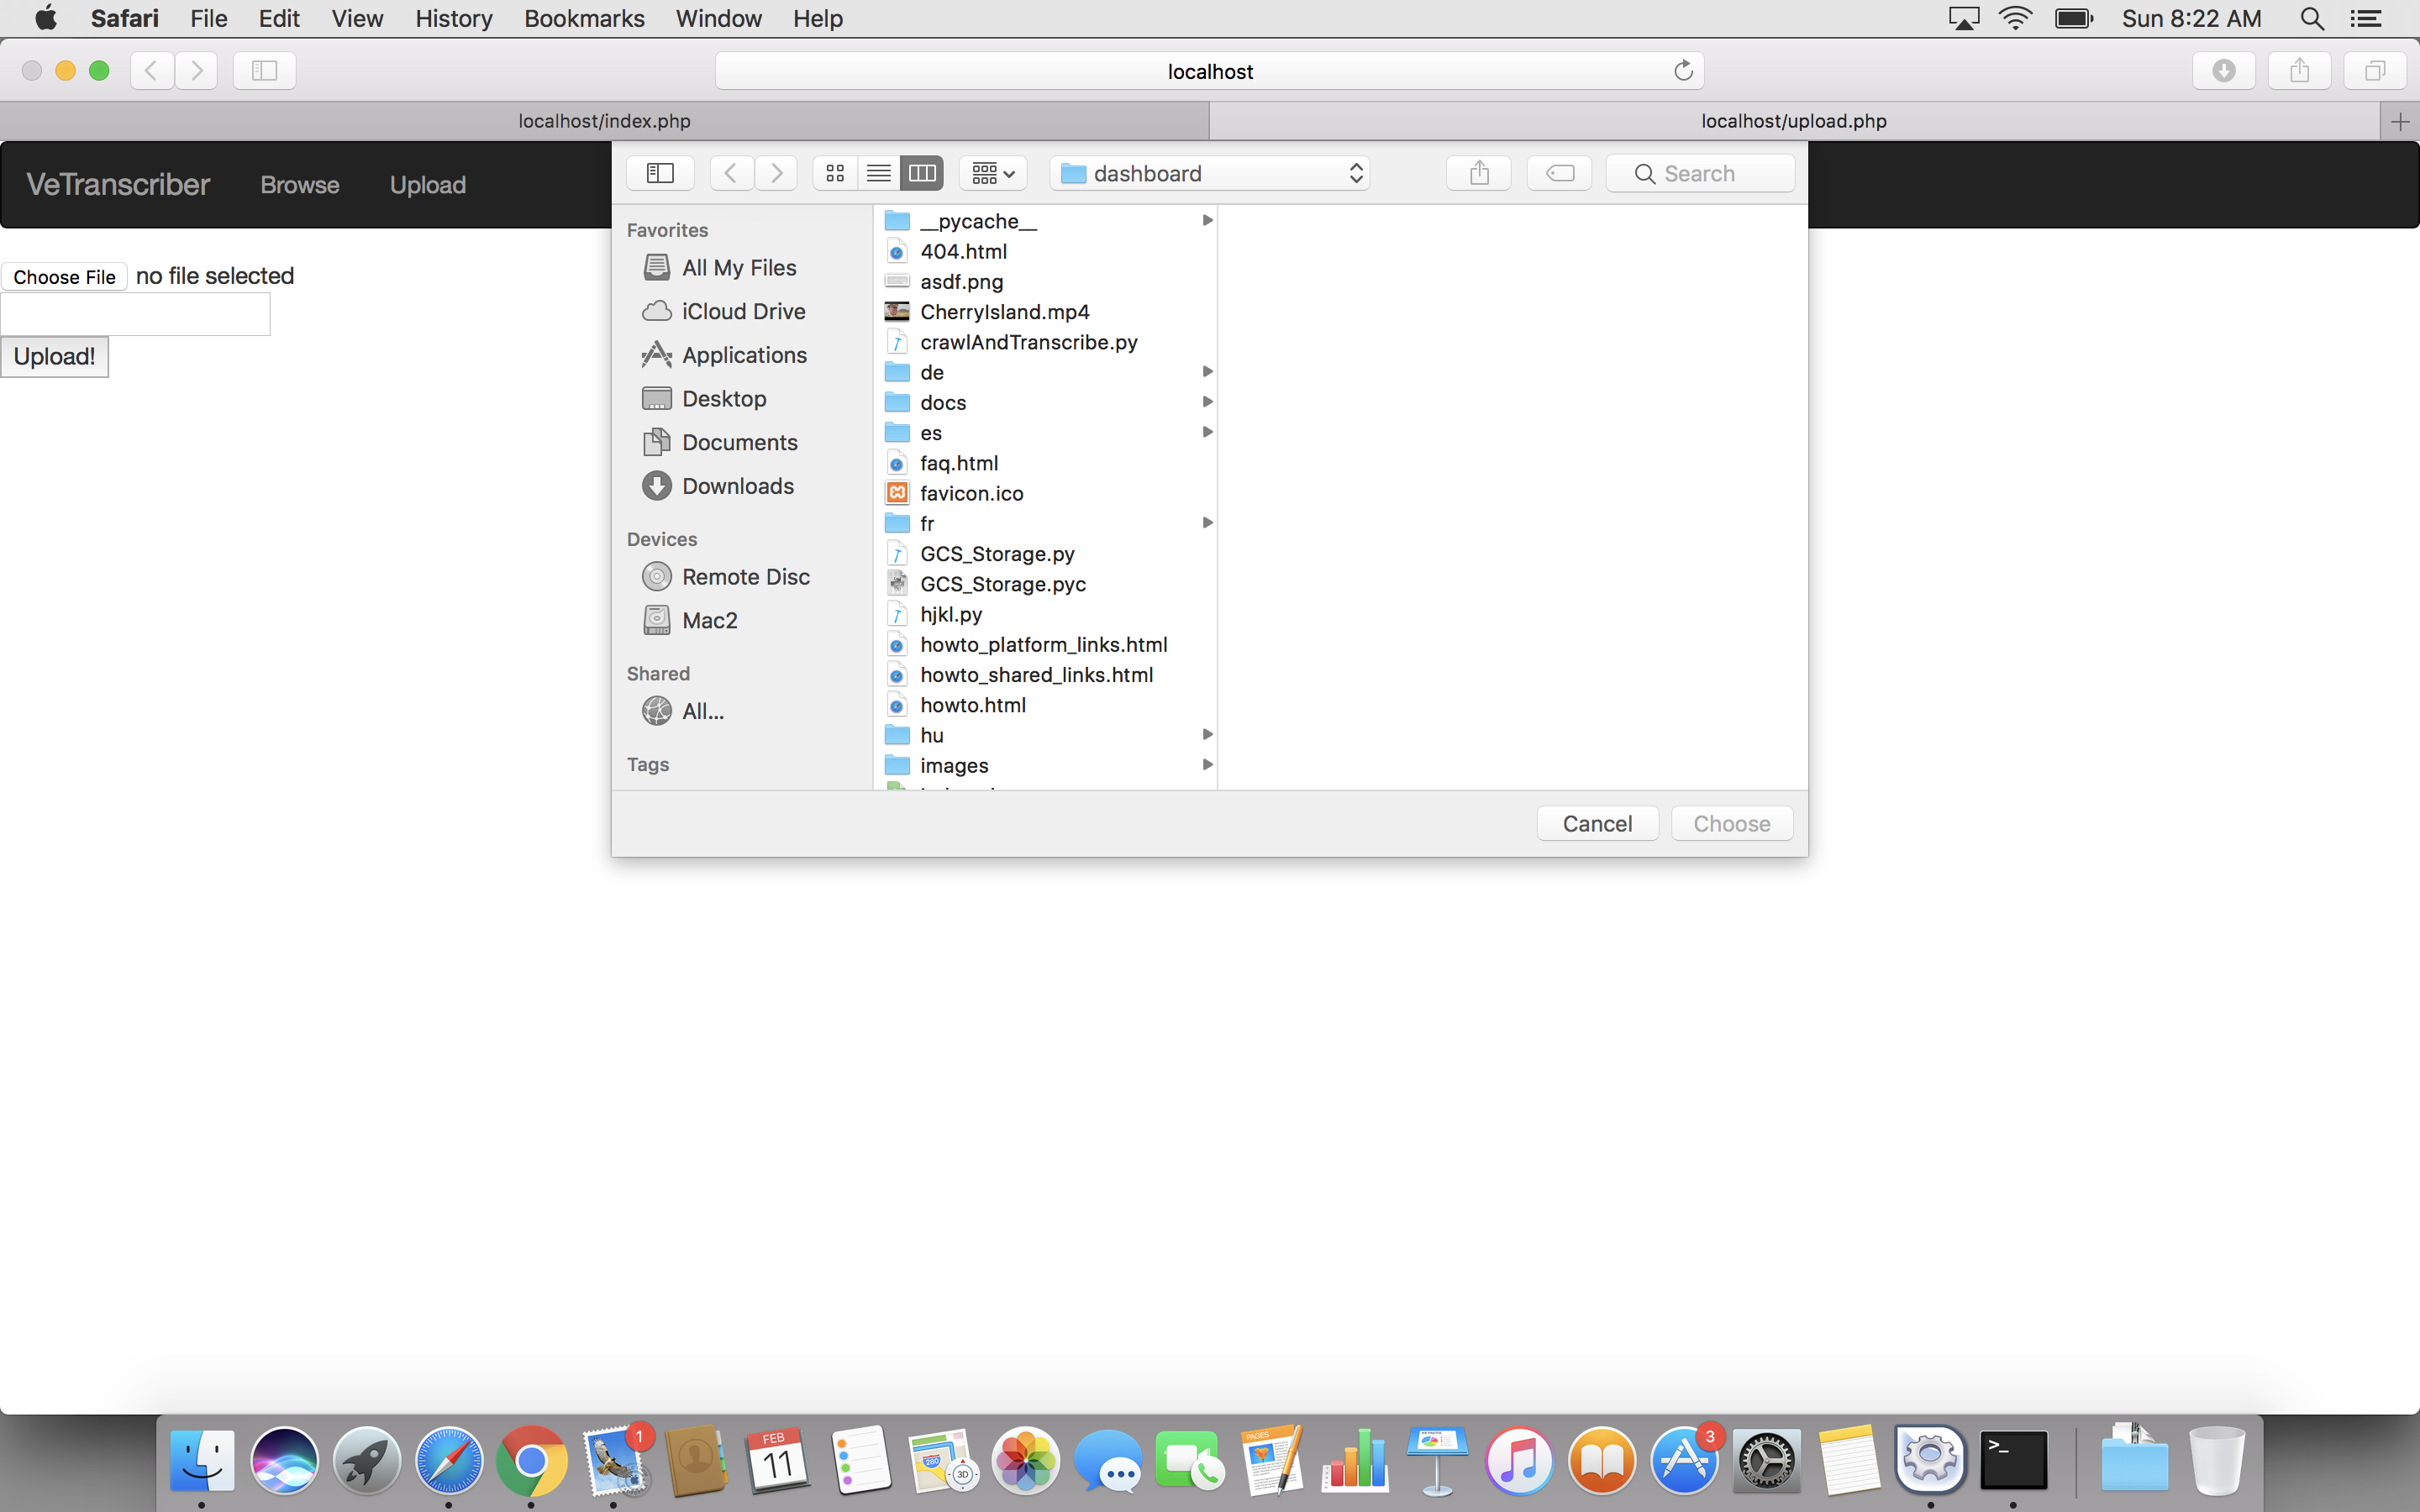 Safari File Edit View History Bookmarks Window Help Sun 8:22 AM
localhost
localhost/index.php localhost/upload.php
VeTranscriber Browse Upload
dashboard Search
Choose File no file selected
Upload!
Favorites
All My Files
iCloud Drive
Applications
Desktop
Documents
Downloads
Devices
Remote Disc
Mac2
Shared
All...
Tags
__pycache__
404.html
asdf.png
CherryIsland.mp4
crawlAndTranscribe.py
de
docs
es
faq.html
favicon.ico
fr
GCS_Storage.py
GCS_Storage.pyc
hjkl.py
howto_platform_links.html
howto_shared_links.html
howto.html
hu
images
Cancel Choose
1
FEB
11
280
3D
PAGES
3
>_